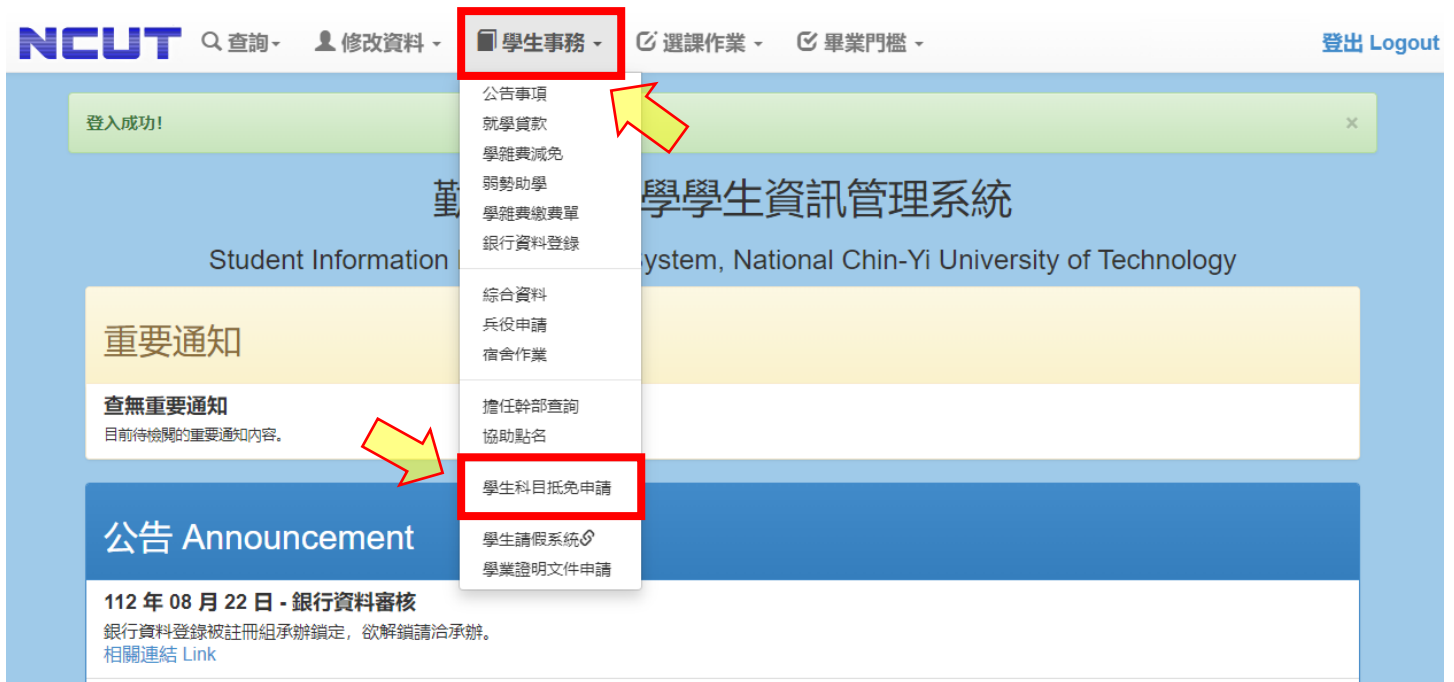 NCUT 查詢 修改資料 學生事務 選課作業 畢業門檻 登出 Logout
公告事項
就學貸款
學雜費減免
弱勢助學
學雜費繳費單
銀行資料登錄
綜合資料
兵役申請
宿舍作業
擔任幹部查詢
協助點名
學生科目抵免申請
學生請假系統
學業證明文件申請
登入成功! ×
學學生資訊管理系統
Student Information ystem, National Chin-Yi University of Technology
重要通知
查無重要通知
目前待檢閱的重要通知內容。
公告 Announcement
112 年 08 月 22 日 - 銀行資料審核
銀行資料登錄被註冊組承辦鎖定，欲解鎖請洽承辦。
相關連結 Link